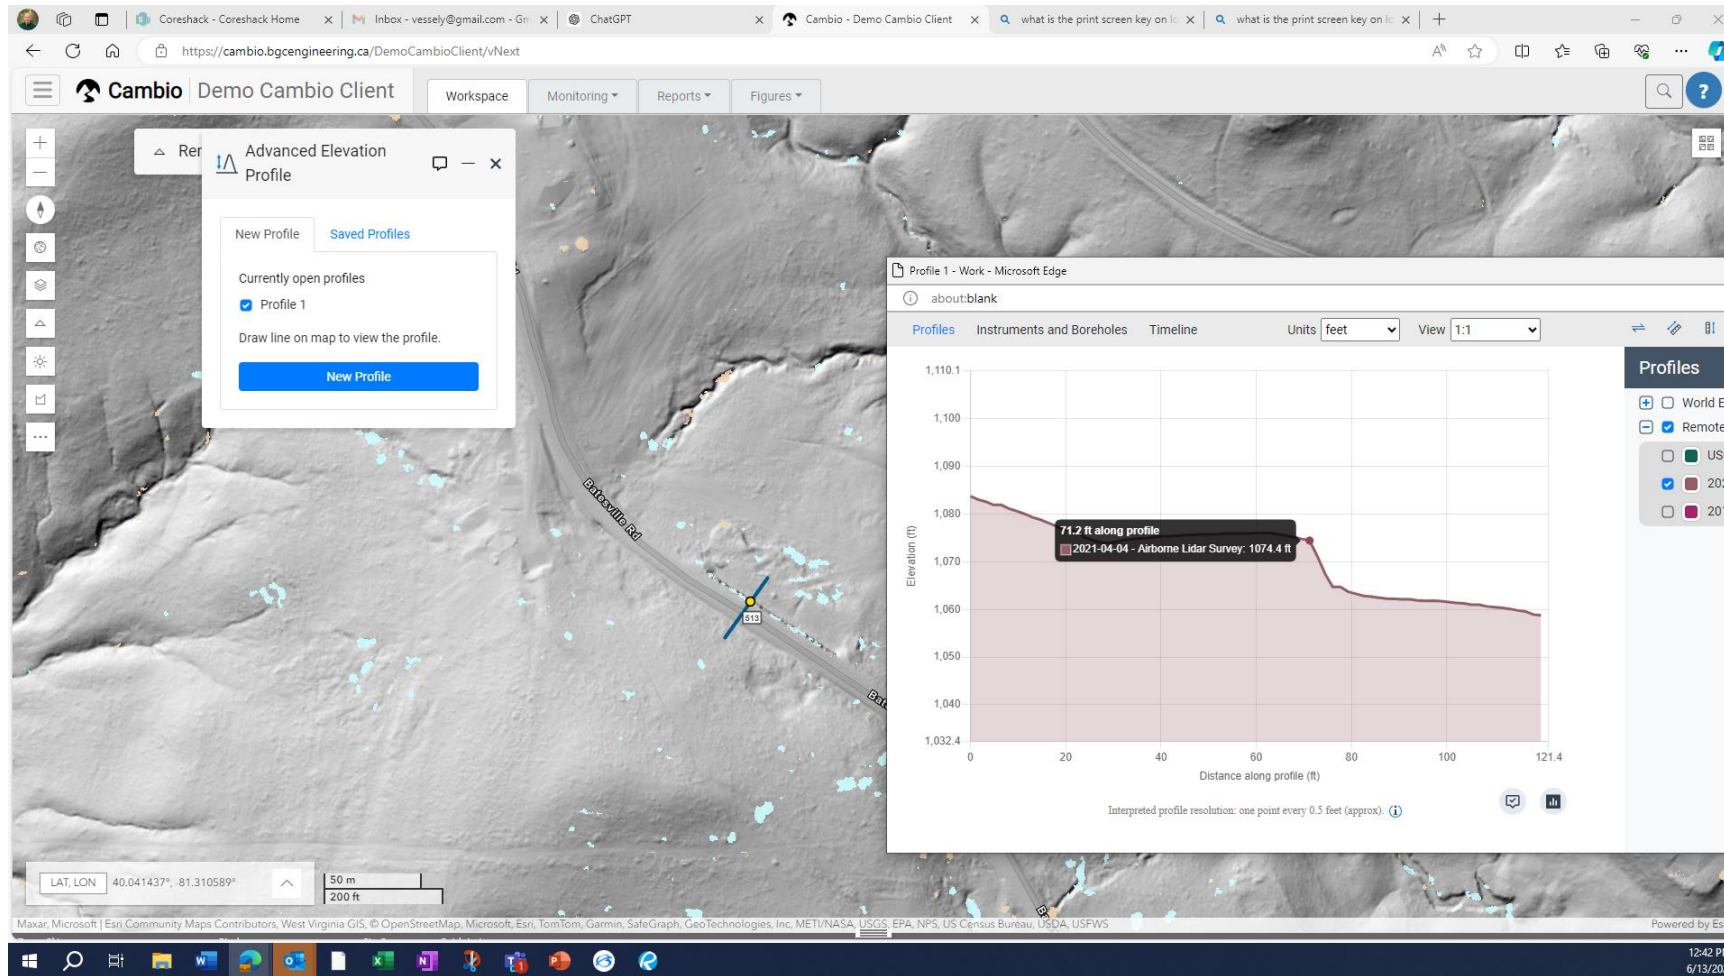 Coreshack - Coreshack Home
Inbox - vessely@gmail.com - Gm
ChatGPT
Cambio - Demo Cambio Client
what is the print screen key on lo
what is the print screen key on lo
https://cambio.bgcengineering.ca/DemoCambioClient/vNext
Cambio Demo Cambio Client
Workspace
Monitoring
Reports
Figures
?
Rer
Advanced Elevation
Profile
New Profile
Saved Profiles
Currently open profiles
Profile 1
Draw line on map to view the profile.
New Profile
Batesville Rd
513
Bat
Profile 1 - Work - Microsoft Edge
about:blank
Profiles
Instruments and Boreholes
Timeline
Units feet
View 1:1
Profiles
World E
Remote
US
202
201
1,110.1
1,100
1,090
1,080
1,070
1,060
1,050
1,040
1,032.4
Elevation (ft)
71.2 ft along profile
2021-04-04 - Airborne Lidar Survey: 1074.4 ft
0
20
40
60
80
100
121.4
Distance along profile (ft)
Interpreted profile resolution: one point every 0.5 feet (approx).
LAT, LON
40.041437°, -81.310589°
50 m
200 ft
Maxar, Microsoft | Esri Community Maps Contributors, West Virginia GIS, © OpenStreetMap, Microsoft, Esri, TomTom, Garmin, SafeGraph, GeoTechnologies, Inc, METI/NASA, USGS, EPA, NPS, US Census Bureau, USDA, USFWS
Powered by Es
12:42 P
6/13/20